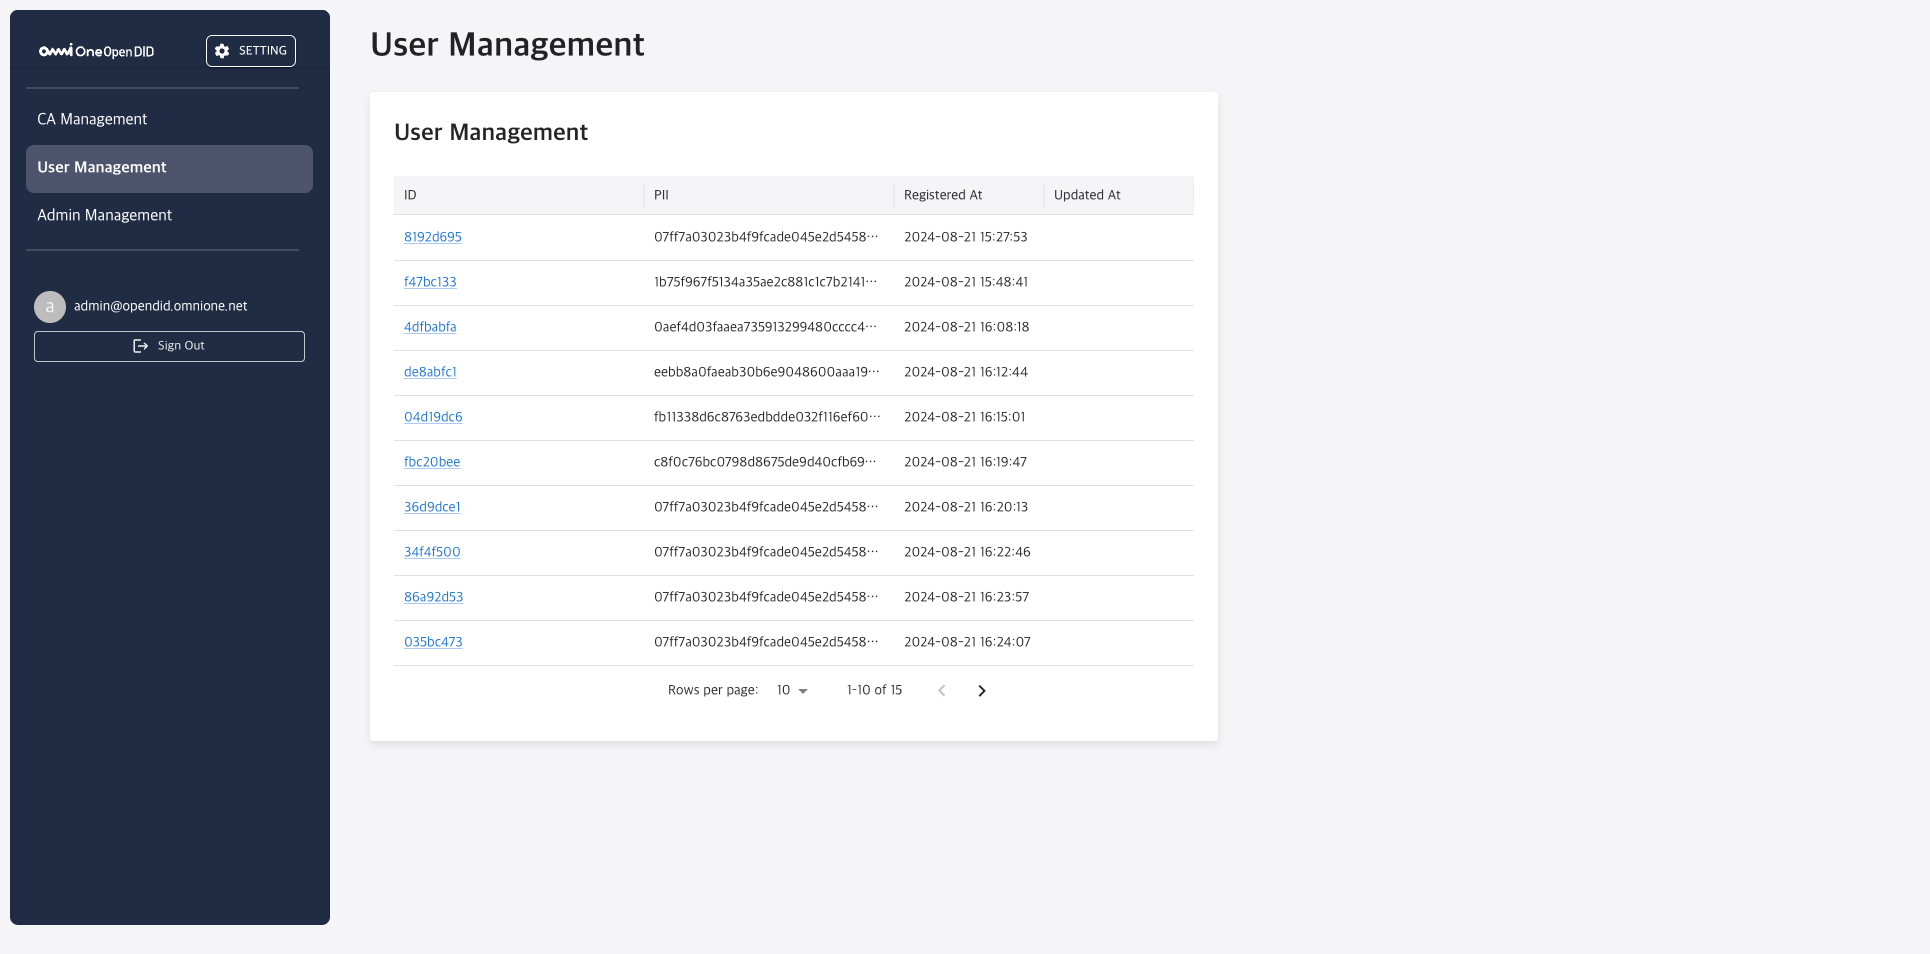 omni One Open DID
SETTING
CA Management
User Management
Admin Management
a
admin@opendid.omnione.net
Sign Out
User Management
User Management
ID PII Registered At Updated At
8192d695 07ff7a03023b4f9fcade045e2d5458··· 2024-08-21 15:27:53
f47bc133 1b75f967f5134a35ae2c881c1c7b2141··· 2024-08-21 15:48:41
4dfbabfa 0aef4d03faaea735913299480cccc4··· 2024-08-21 16:08:18
de8abfc1 eebb8a0faeab30b6e9048600aaa19··· 2024-08-21 16:12:44
04d19dc6 fb11338d6c8763edbdde032f116ef60··· 2024-08-21 16:15:01
fbc20bee c8f0c76bc0798d8675de9d40cfb69··· 2024-08-21 16:19:47
36d9dce1 07ff7a03023b4f9fcade045e2d5458··· 2024-08-21 16:20:13
34f4f500 07ff7a03023b4f9fcade045e2d5458··· 2024-08-21 16:22:46
86a92d53 07ff7a03023b4f9fcade045e2d5458··· 2024-08-21 16:23:57
035bc473 07ff7a03023b4f9fcade045e2d5458··· 2024-08-21 16:24:07
Rows per page: 10 1-10 of 15